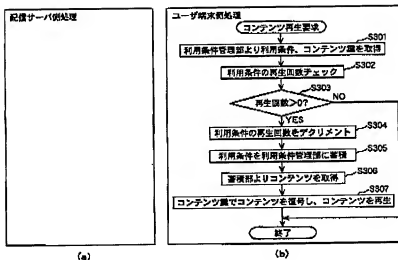 配信サーバ側処理
ユーザ端末側処理
コンテンツ再生要求
S301
利用条件管理部より利用条件、コンテンツ鍵を取得
S302
利用条件の再生回数チェック
S303
再生回数>0?
NO
YES
S304
利用条件の再生回数をデクリメント
S305
利用条件を利用条件管理部に蓄積
S306
蓄積部よりコンテンツを取得
S307
コンテンツ鍵でコンテンツを復号し、コンテンツを再生
終了
(a)
(b)